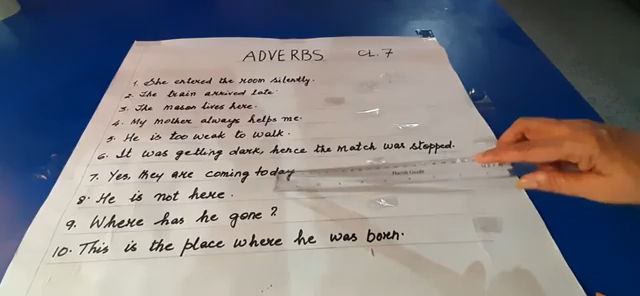 ADVERBS CL. 7
1. She entered the room silently.
2. The train arrived late.
3. The mason lives here.
4. My mother always helps me.
5. He is too weak to walk.
6. It was getting dark, hence the match was stopped.
7. Yes, they are coming today
8. He is not here.
9. Where has he gone?
10. This is the place where he was born.